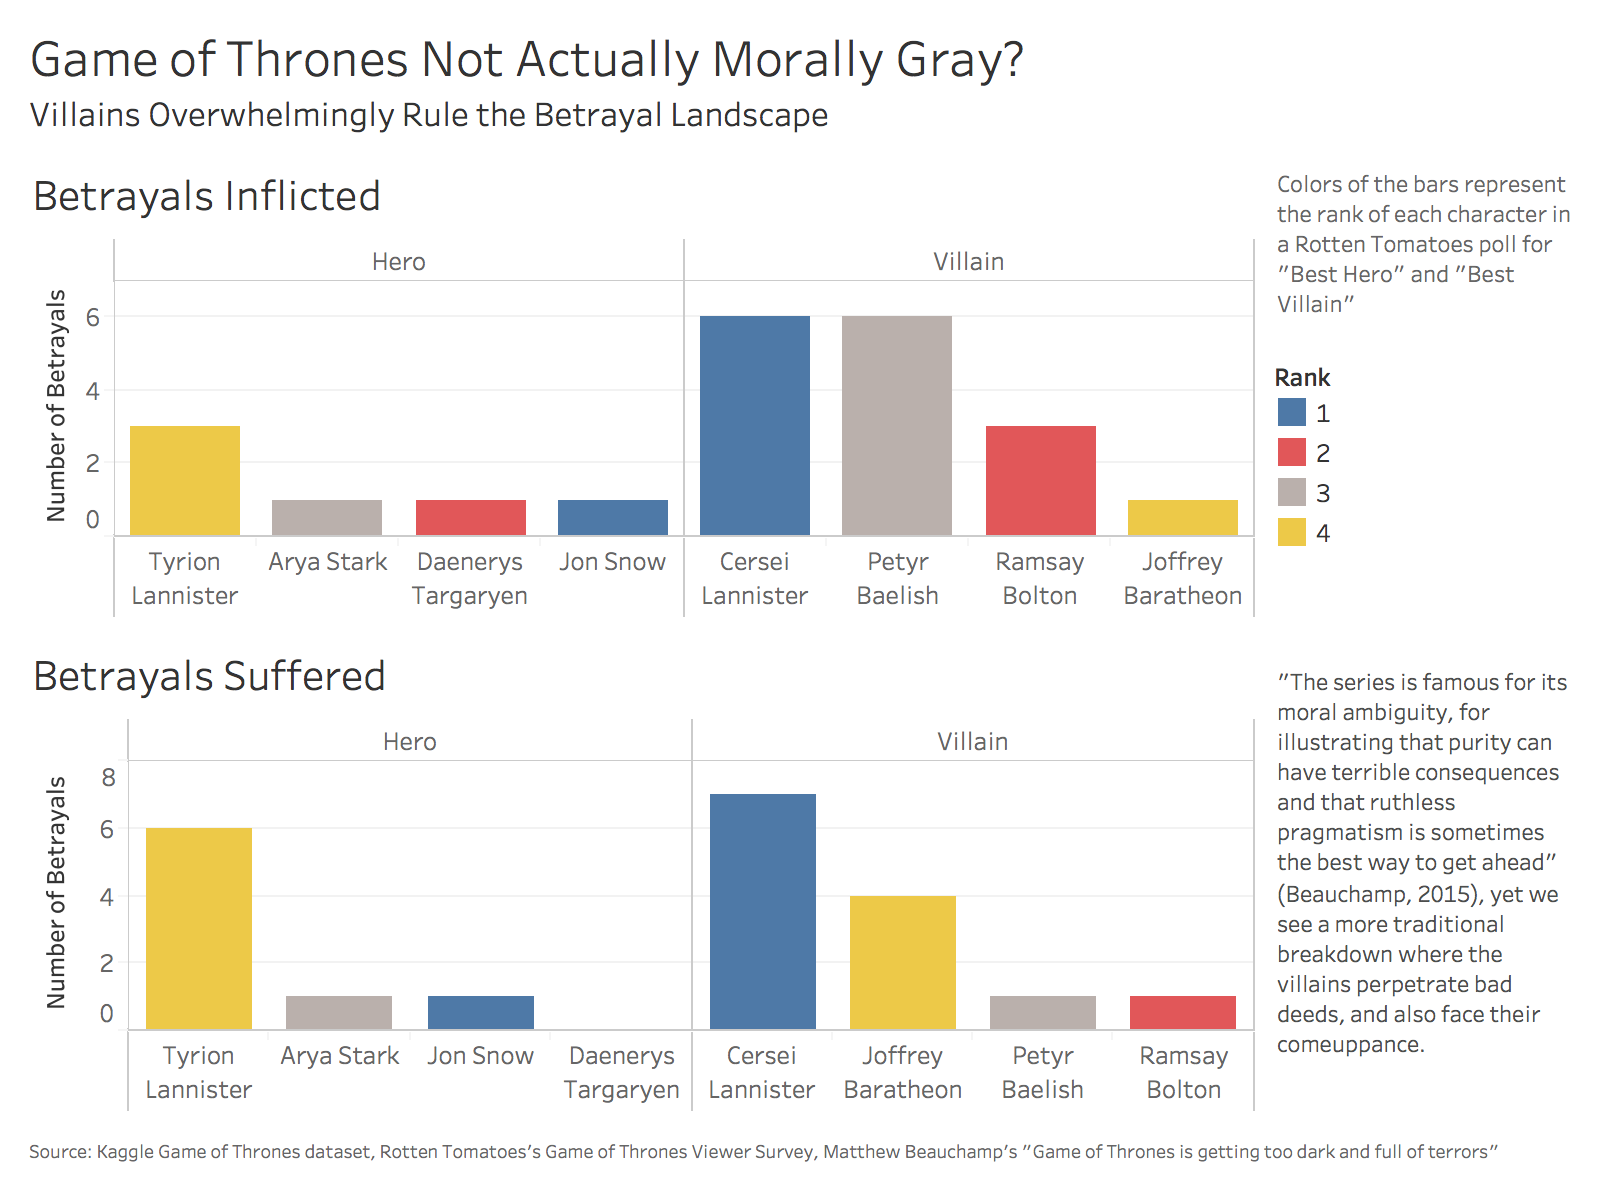 Game of Thrones Not Actually Morally Gray?
Villains Overwhelmingly Rule the Betrayal Landscape
Betrayals Inflicted
Hero
Villain
Number of Betrayals
6
4
2
0
Tyrion
Lannister
Arya Stark
Daenerys
Targaryen
Jon Snow
Cersei
Lannister
Petyr
Baelish
Ramsay
Bolton
Joffrey
Baratheon
Colors of the bars represent
the rank of each character in
a Rotten Tomatoes poll for
"Best Hero" and "Best
Villain"
Rank
1
2
3
4
Betrayals Suffered
Hero
Villain
Number of Betrayals
8
6
4
2
0
Tyrion
Lannister
Arya Stark
Jon Snow
Daenerys
Targaryen
Cersei
Lannister
Joffrey
Baratheon
Petyr
Baelish
Ramsay
Bolton
"The series is famous for its
moral ambiguity, for
illustrating that purity can
have terrible consequences
and that ruthless
pragmatism is sometimes
the best way to get ahead"
(Beauchamp, 2015), yet we
see a more traditional
breakdown where the
villains perpetrate bad
deeds, and also face their
comeuppance.
Source: Kaggle Game of Thrones dataset, Rotten Tomatoes's Game of Thrones Viewer Survey, Matthew Beauchamp's "Game of Thrones is getting too dark and full of terrors"